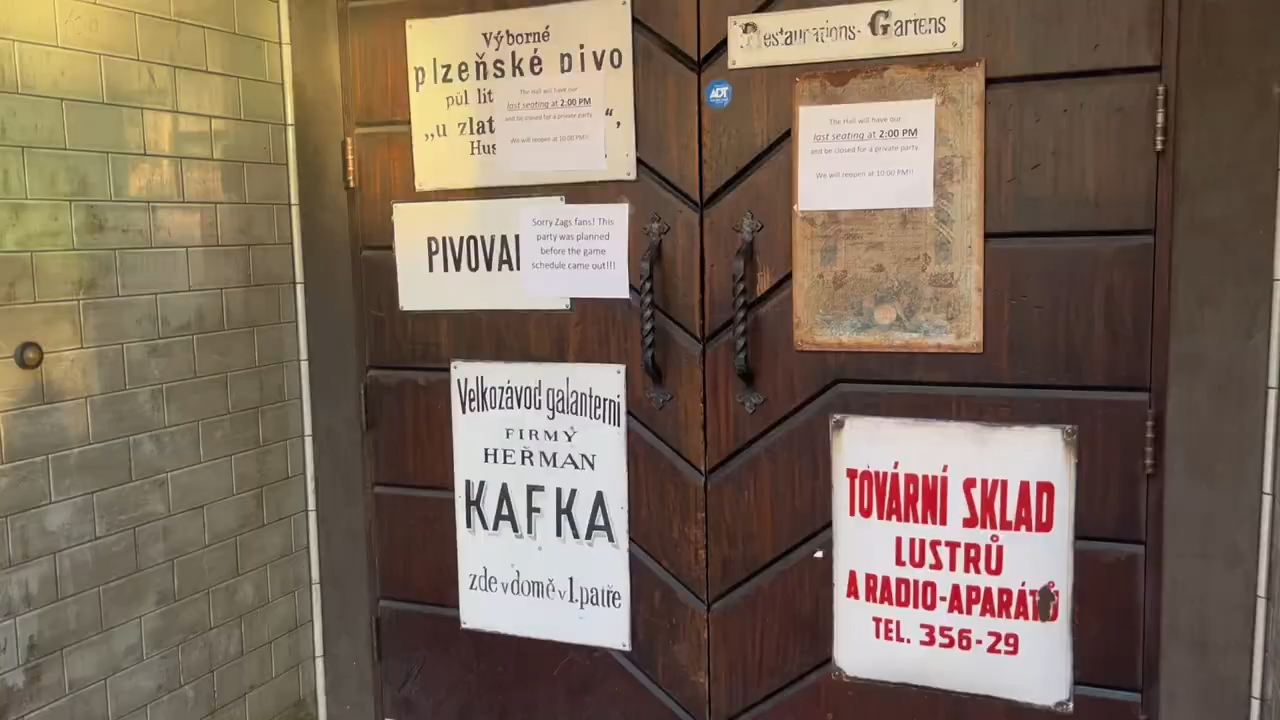 Výborné
plzeňské pivo
půl lit
„u zlat “,
Hus
The Hall will have our
last seating at 2:00 PM
and be closed for a private party.
We will reopen at 10:00 PM!!
PIVOVA
Sorry Zags fans! This
party was planned
before the game
schedule came out!!!
Velkozávod galanterní
FIRMY
HEŘMAN
KAFKA
zde v domě v 1. patře
Restaurations- Gartens
ADT
The Hall will have our
last seating at 2:00 PM
and be closed for a private party.
We will reopen at 10:00 PM!!
TOVÁRNÍ SKLAD
LUSTRŮ
A RADIO-APARÁTŮ
TEL. 356-29